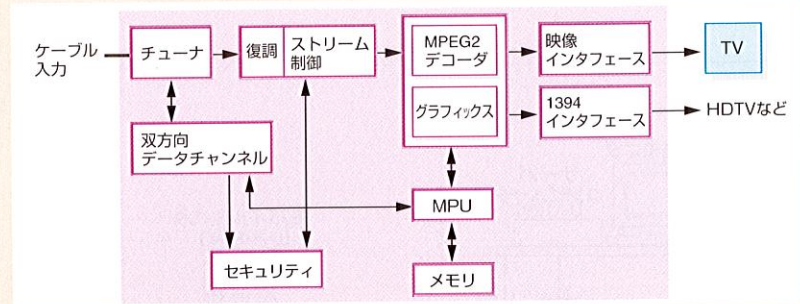 ケーブル
入力
チューナ
復調
ストリーム
制御
MPEG2
デコーダ
グラフィックス
映像
インタフェース
TV
1394
インタフェース
HDTVなど
双方向
データチャンネル
MPU
セキュリティ
メモリ